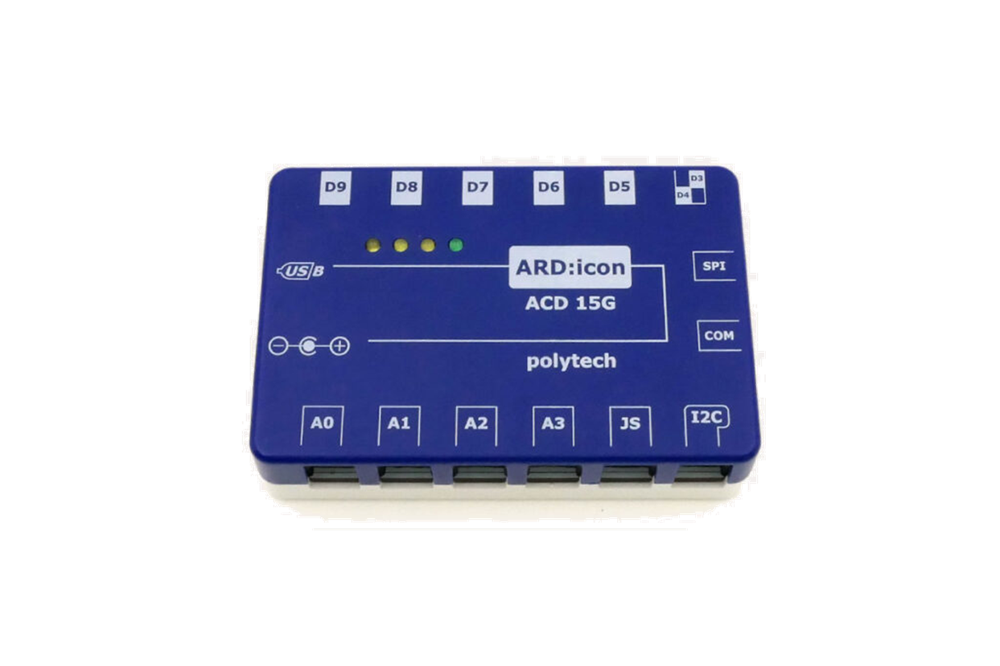 D9 D8 D7 D6 D5 D3
D4
USB
ARD:icon
SPI
ACD 15G
COM
polytech
A0 A1 A2 A3 JS I2C